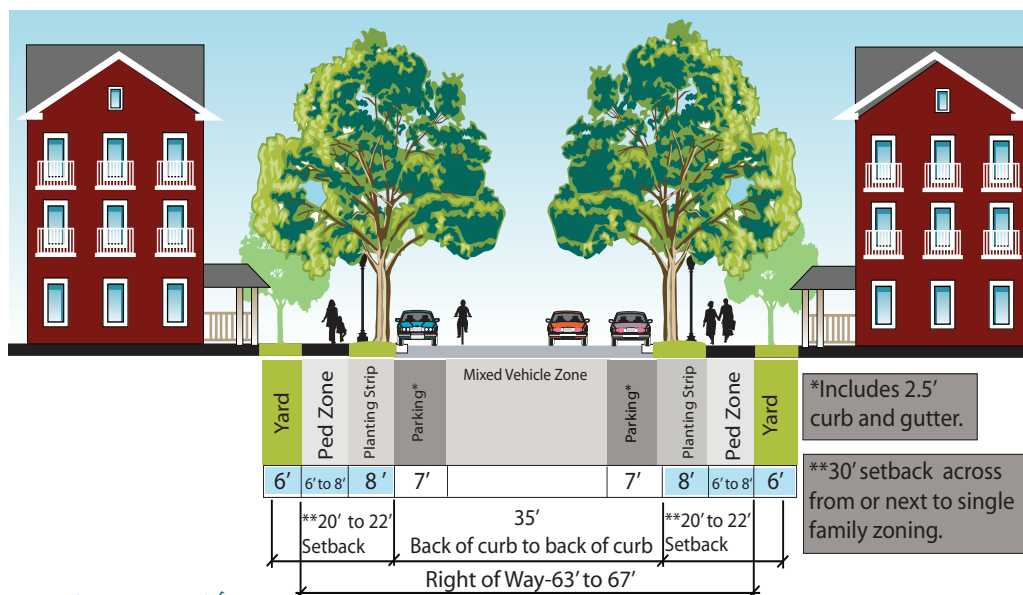 Yard
Ped Zone
Planting Strip
Parking*
Mixed Vehicle Zone
Parking*
Planting Strip
Ped Zone
Yard
6'
6' to 8'
8'
7'
7'
8'
6' to 8'
6'
**20' to 22'
Setback
35'
Back of curb to back of curb
**20' to 22'
Setback
Right of Way-63' to 67'
*Includes 2.5'
curb and gutter.
**30' setback across
from or next to single
family zoning.